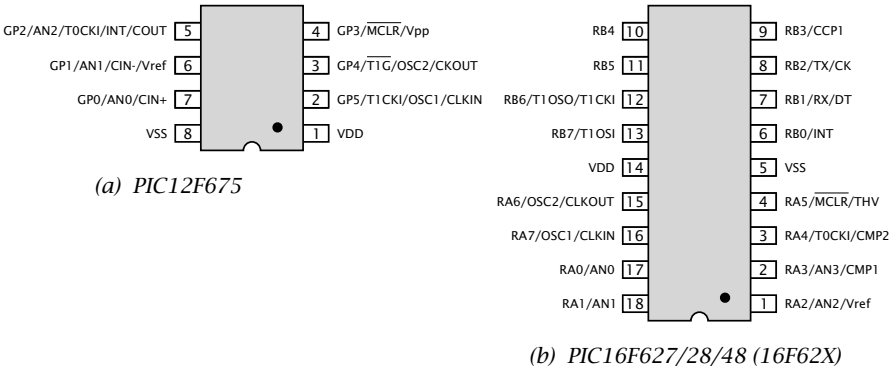 GP2/AN2/T0CKI/INT/COUT 5 4 GP3/MCLR/Vpp
GP1/AN1/CIN-/Vref 6 3 GP4/T1G/OSC2/CKOUT
GP0/AN0/CIN+ 7 2 GP5/T1CKI/OSC1/CLKIN
VSS 8 1 VDD
(a) PIC12F675
RB4 10 9 RB3/CCP1
RB5 11 8 RB2/TX/CK
RB6/T1OSO/T1CKI 12 7 RB1/RX/DT
RB7/T1OSI 13 6 RB0/INT
VDD 14 5 VSS
RA6/OSC2/CLKOUT 15 4 RA5/MCLR/THV
RA7/OSC1/CLKIN 16 3 RA4/T0CKI/CMP2
RA0/AN0 17 2 RA3/AN3/CMP1
RA1/AN1 18 1 RA2/AN2/Vref
(b) PIC16F627/28/48 (16F62X)